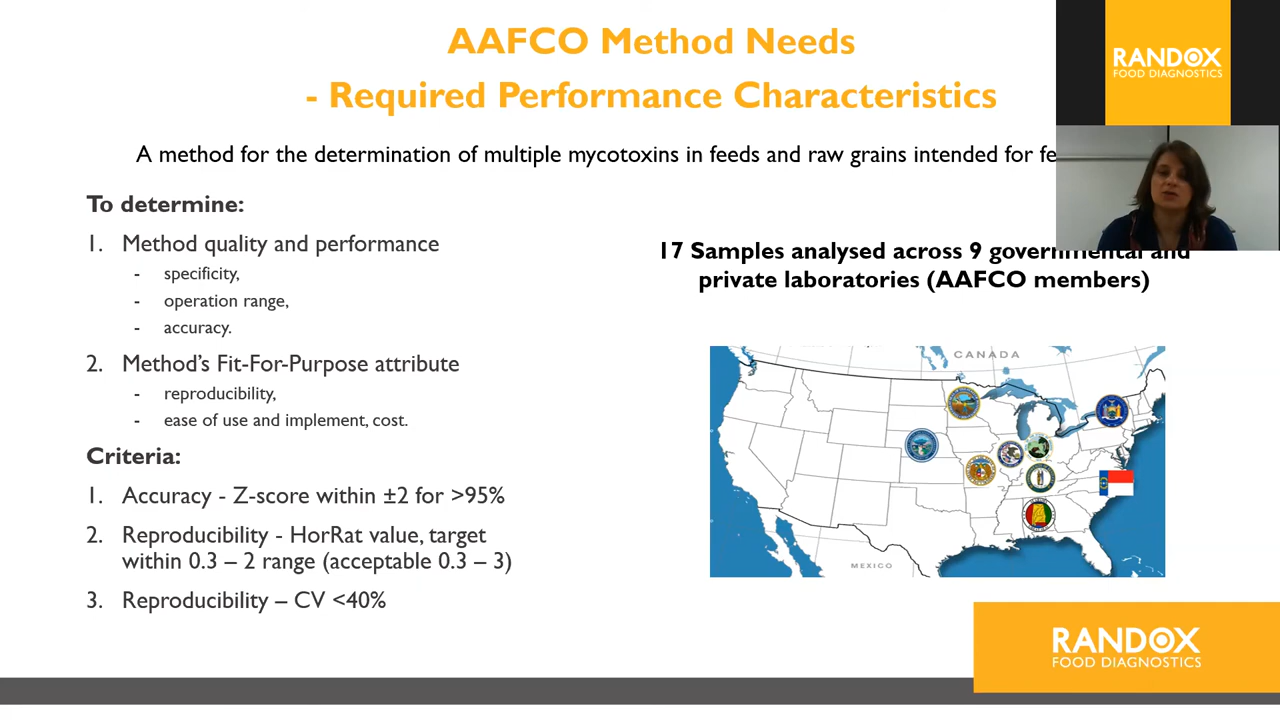 AAFCO Method Needs
- Required Performance Characteristics
RANDOX
FOOD DIAGNOSTICS
A method for the determination of multiple mycotoxins in feeds and raw grains intended for fe
To determine:
1. Method quality and performance
- specificity,
- operation range,
- accuracy.
2. Method's Fit-For-Purpose attribute
- reproducibility,
- ease of use and implement, cost.
Criteria:
1. Accuracy - Z-score within ±2 for >95%
2. Reproducibility - HorRat value, target
within 0.3 – 2 range (acceptable 0.3 – 3)
3. Reproducibility – CV <40%
17 Samples analysed across 9 governmental and
private laboratories (AAFCO members)
CANADA
MEXICO
RANDOX
FOOD DIAGNOSTICS